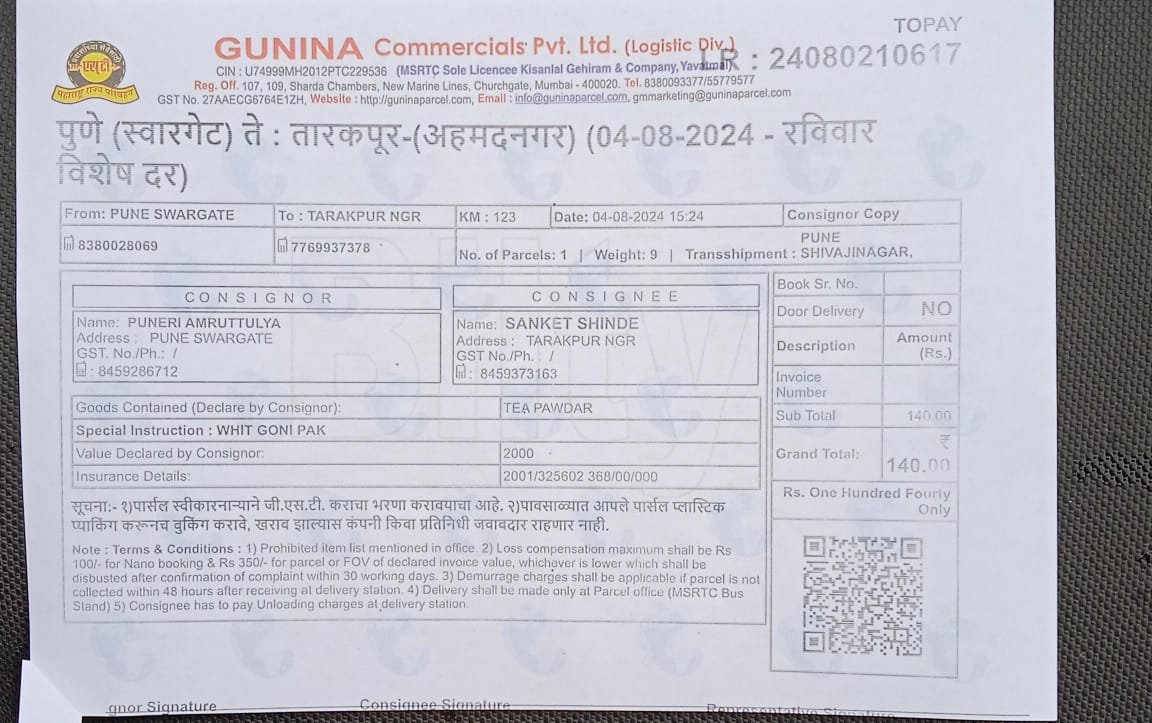 TOPAY
GUNINA Commercials Pvt. Ltd. (Logistic Div.)
LR : 24080210617
CIN : U74999MH2012PTC229536 (MSRTC Sole Licencee Kisanlal Gehiram & Company, Yavatmal)
Reg. Off. 107, 109, Sharda Chambers, New Marine Lines, Churchgate, Mumbai - 400020. Tel. 8380093377/55779577
GST No. 27AAECG6764E1ZH, Website : http://guninaparcel.com, Email : info@guninaparcel.com, gmmarketing@guninaparcel.com
महाराष्ट्र राज्य परिवहन
पुणे (स्वारगेट) ते : तारकपूर-(अहमदनगर) (04-08-2024 - रविवार
विशेष दर)
From: PUNE SWARGATE To : TARAKPUR NGR KM : 123 Date: 04-08-2024 15:24 Consignor Copy
8380028069 7769937378 No. of Parcels: 1 | Weight: 9 | Transshipment : PUNE
SHIVAJINAGAR,
CONSIGNOR
Name: PUNERI AMRUTTULYA
Address : PUNE SWARGATE
GST. No./Ph.: /
: 8459286712
CONSIGNEE
Name: SANKET SHINDE
Address : TARAKPUR NGR
GST No./Ph. : /
: 8459373163
Goods Contained (Declare by Consignor): TEA PAWDAR
Special Instruction : WHIT GONI PAK
Value Declared by Consignor: 2000
Insurance Details: 2001/325602 368/00/000
सूचना:- १)पार्सल स्वीकारनाऱ्याने जी.एस.टी. कराचा भरणा करावयाचा आहे. २)पावसाळ्यात आपले पार्सल प्लास्टिक
प्याकिंग करूनच बुकिंग करावे, खराब झाल्यास कंपनी किंवा प्रतिनिधी जवाबदार राहणार नाही.
Note : Terms & Conditions : 1) Prohibited item list mentioned in office. 2) Loss compensation maximum shall be Rs
100/- for Nano booking & Rs 350/- for parcel or FOV of declared invoice value, whichever is lower which shall be
disbusted after confirmation of complaint within 30 working days. 3) Demurrage charges shall be applicable if parcel is not
collected within 48 hours after receiving at delivery station. 4) Delivery shall be made only at Parcel office (MSRTC Bus
Stand) 5) Consignee has to pay Unloading charges at delivery station.
Book Sr. No.
Door Delivery NO
Description Amount
(Rs.)
Invoice
Number
Sub Total 140.00
Grand Total: ₹
140.00
Rs. One Hundred Fourty
Only
gnor Signature Consignee Signature Representative Signature